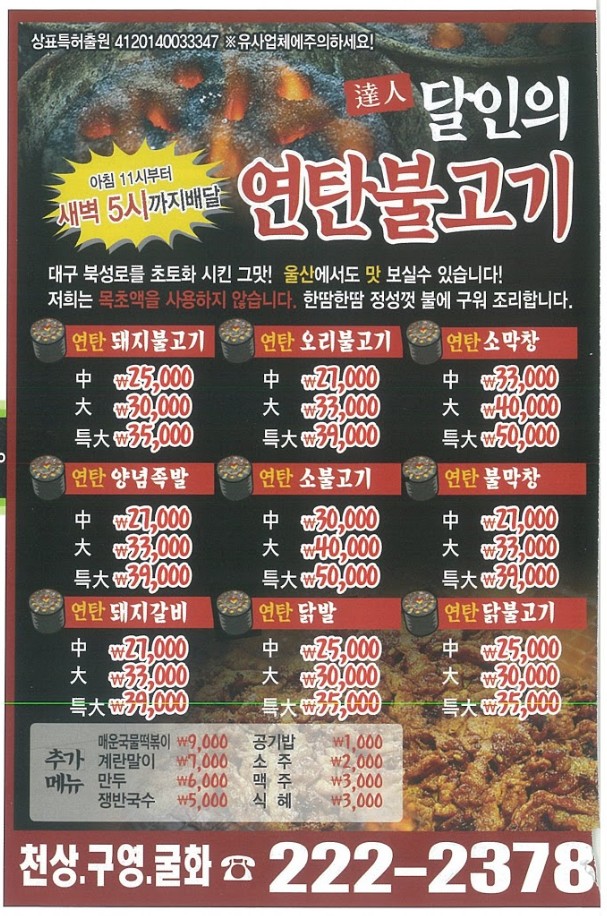 상표특허출원 4120140033347 ※유사업체에주의하세요!
達人 달인의
연탄불고기
아침 11시부터
새벽 5시까지배달
대구 북성로를 초토화 시킨 그맛! 울산에서도 맛 보실수 있습니다!
저희는 목초액을 사용하지 않습니다. 한땀한땀 정성껏 불에 구워 조리합니다.
연탄 돼지불고기
中 ₩25,000
大 ₩30,000
특大 ₩35,000
연탄 오리불고기
中 ₩27,000
大 ₩33,000
특大 ₩39,000
연탄 소막창
中 ₩33,000
大 ₩40,000
특大 ₩50,000
연탄 양념족발
中 ₩27,000
大 ₩33,000
특大 ₩39,000
연탄 소불고기
中 ₩30,000
大 ₩40,000
특大 ₩50,000
연탄 불막창
中 ₩27,000
大 ₩33,000
특大 ₩39,000
연탄 돼지갈비
中 ₩27,000
大 ₩33,000
특大 ₩39,000
연탄 닭발
中 ₩25,000
大 ₩30,000
특大 ₩35,000
연탄 닭불고기
中 ₩25,000
大 ₩30,000
특大 ₩35,000
추가
메뉴
매운국물떡볶이 ₩9,000
계란말이 ₩7,000
만두 ₩6,000
쟁반국수 ₩5,000
공기밥 ₩1,000
소 주 ₩2,000
맥 주 ₩3,000
식 혜 ₩3,000
천상.구영.굴화 ☎ 222-2378